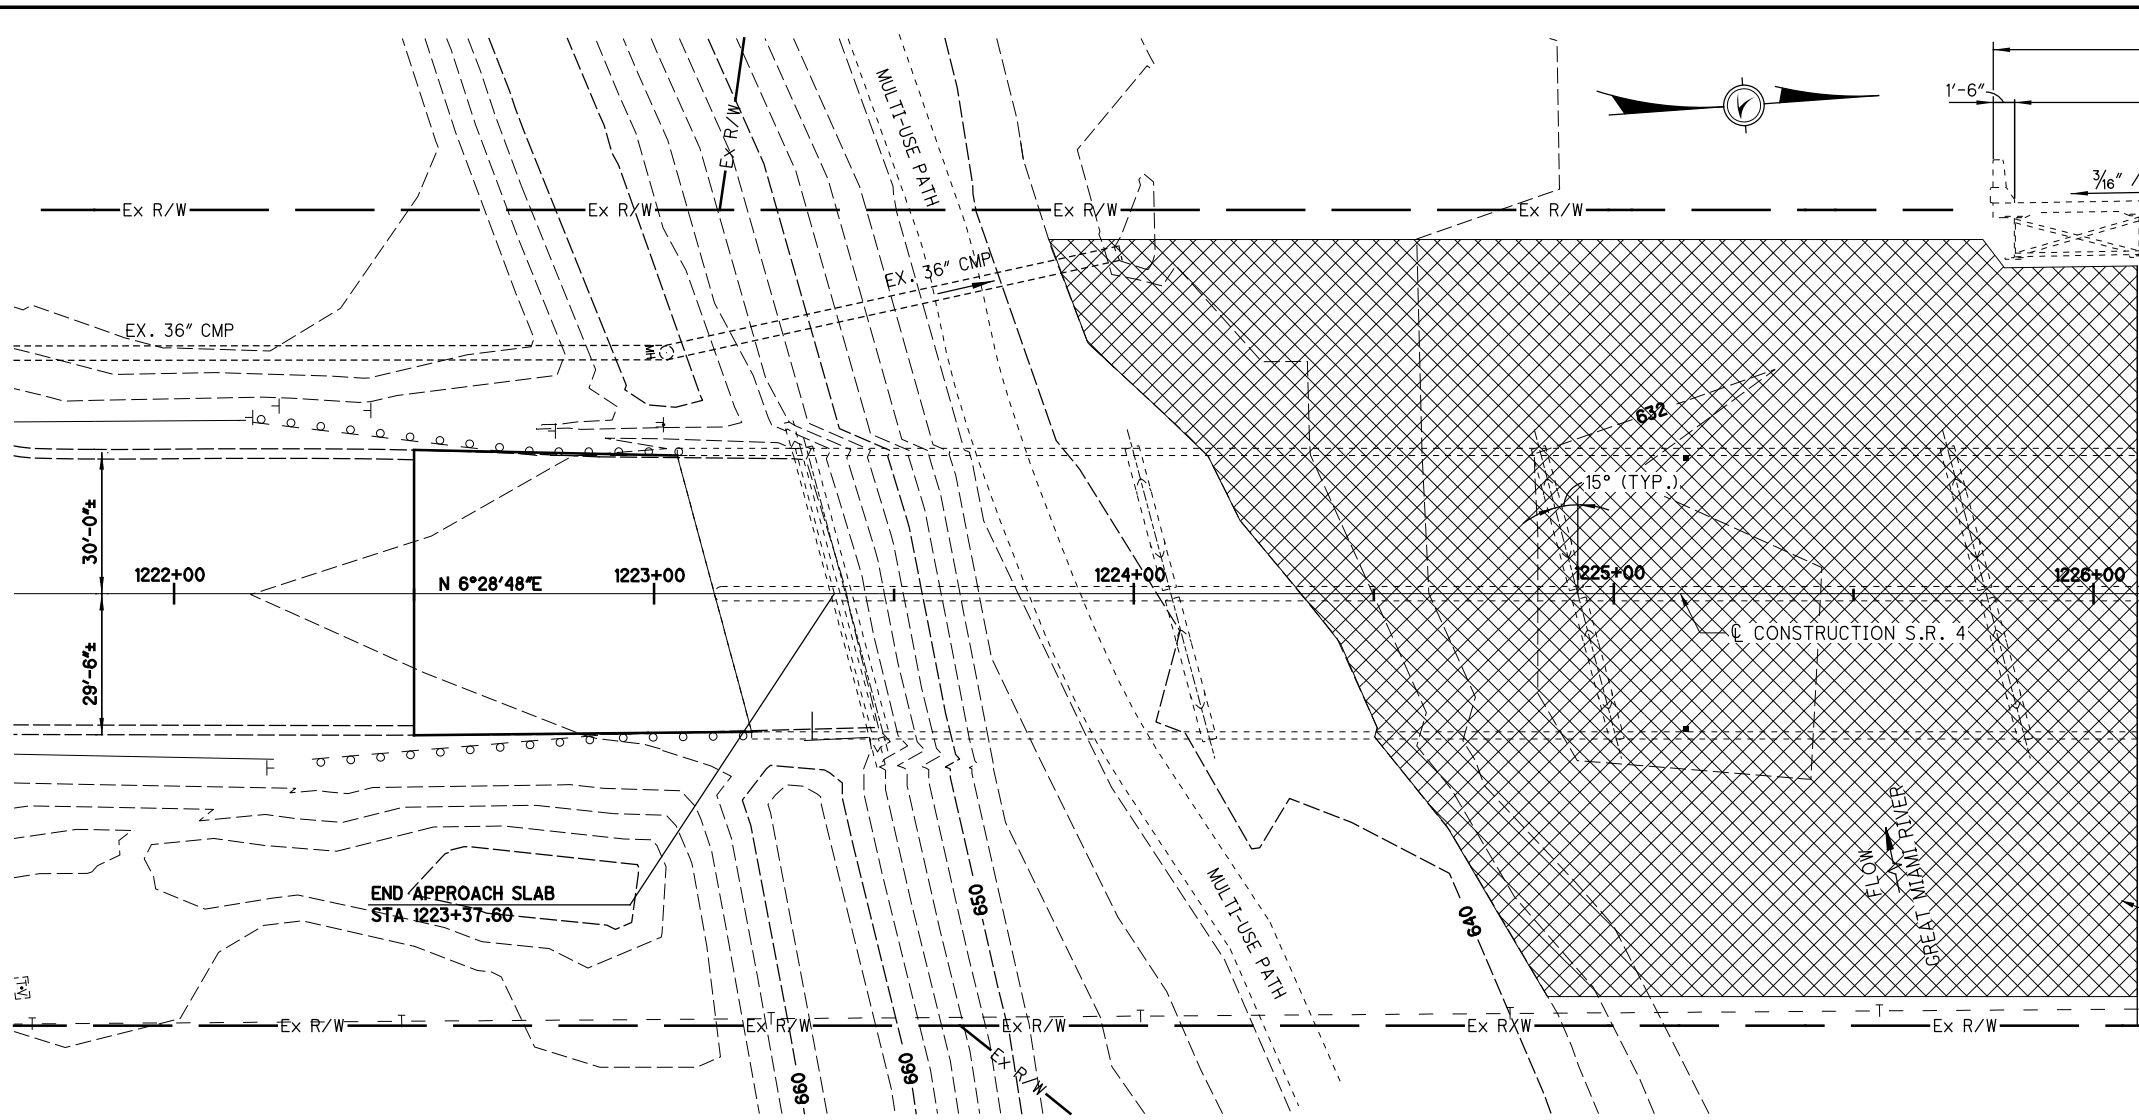 MULTI-USE PATH
Ex R/W
1'-6"
3/16" /
Ex R/W
Ex R/W
Ex R/W
Ex R/W
EX. 36" CMP
EX. 36" CMP
MH
632
15° (TYP.)
30'-0"±
1222+00
N 6°28'48"E
1223+00
1224+00
1225+00
1226+00
29'-6"±
℄ CONSTRUCTION S.R. 4
FLOW
GREAT MIAMI RIVER
END APPROACH SLAB
STA 1223+37.60
650
MULTI-USE PATH
640
TV
Ex R/W
Ex R/W
Ex R/W
Ex R/W
Ex R/W
Ex R/W
660
660